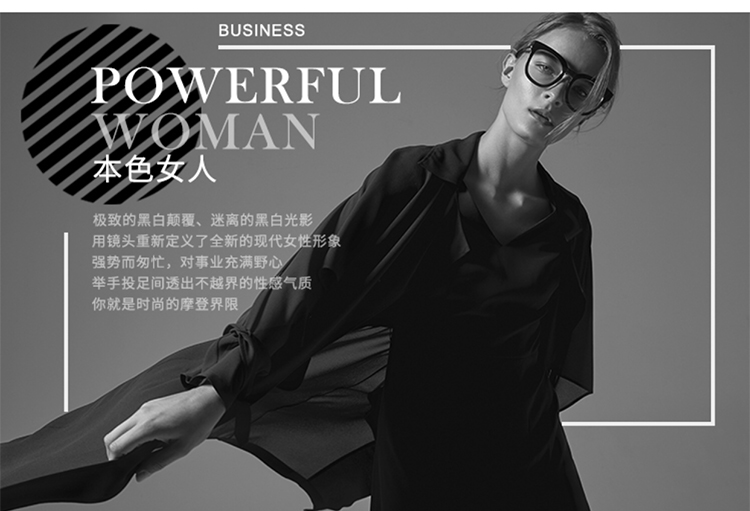 BUSINESS
POWERFUL
WOMAN
本色女人
极致的黑白颠覆、迷离的黑白光影
用镜头重新定义了全新的现代女性形象
强势而匆忙，对事业充满野心
举手投足间透出不越界的性感气质
你就是时尚的摩登界限